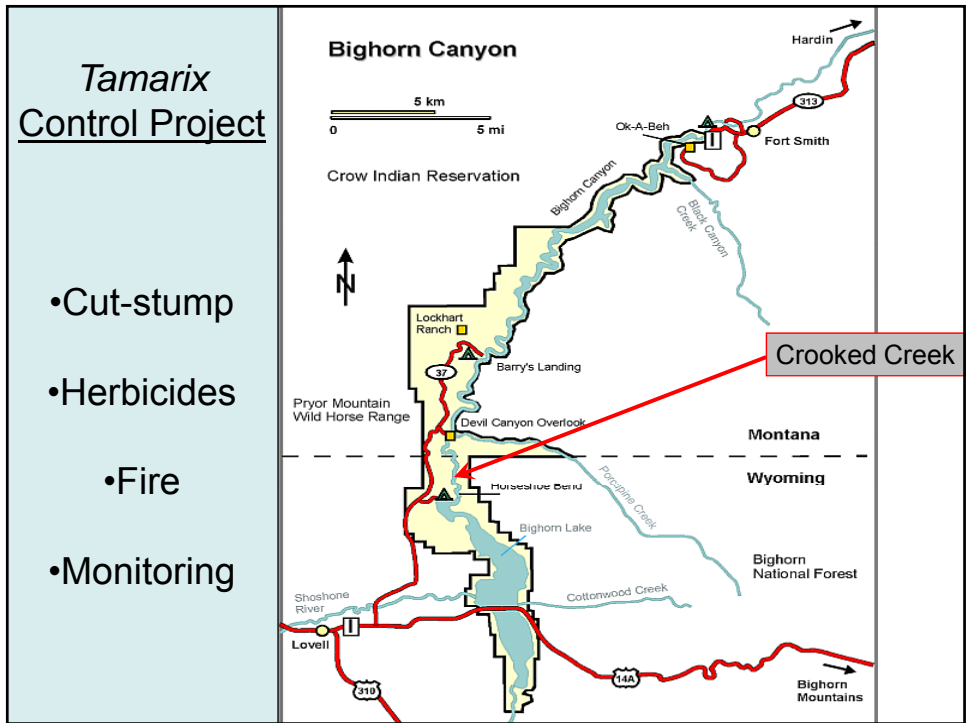 Tamarix
Control Project
•Cut-stump
•Herbicides
•Fire
•Monitoring
Bighorn Canyon
5 km
0
5 mi
Crow Indian Reservation
N
Hardin
313
Ok-A-Beh
I
Fort Smith
Bighorn Canyon
Black Canyon
Creek
Lockhart
Ranch
Barry's Landing
37
Crooked Creek
Pryor Mountain
Wild Horse Range
Devil Canyon Overlook
Montana
Wyoming
Porcupine Creek
Horseshoe Bend
Bighorn Lake
Bighorn
National Forest
Shoshone
River
Cottonwood Creek
I
Lovell
310
14A
Bighorn
Mountains